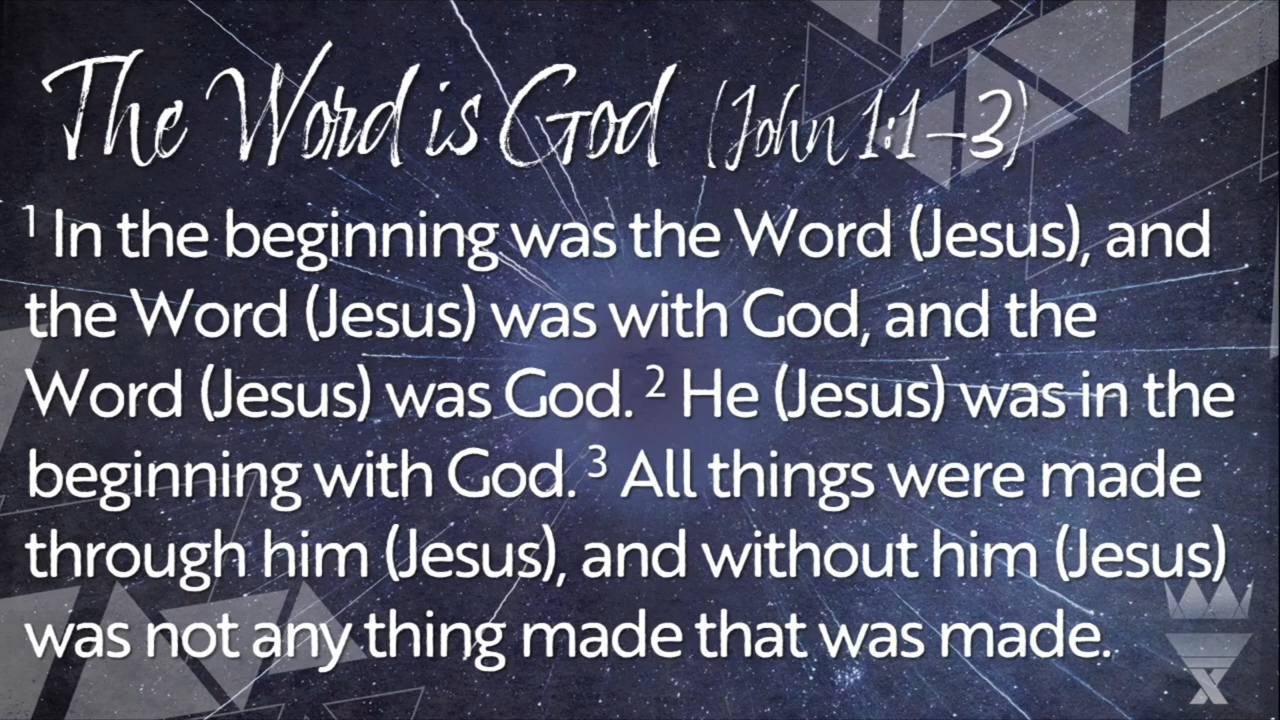 The Word is God (John 1:1–3)
¹ In the beginning was the Word (Jesus), and
the Word (Jesus) was with God, and the
Word (Jesus) was God. ² He (Jesus) was in the
beginning with God. ³ All things were made
through him (Jesus), and without him (Jesus)
was not any thing made that was made.